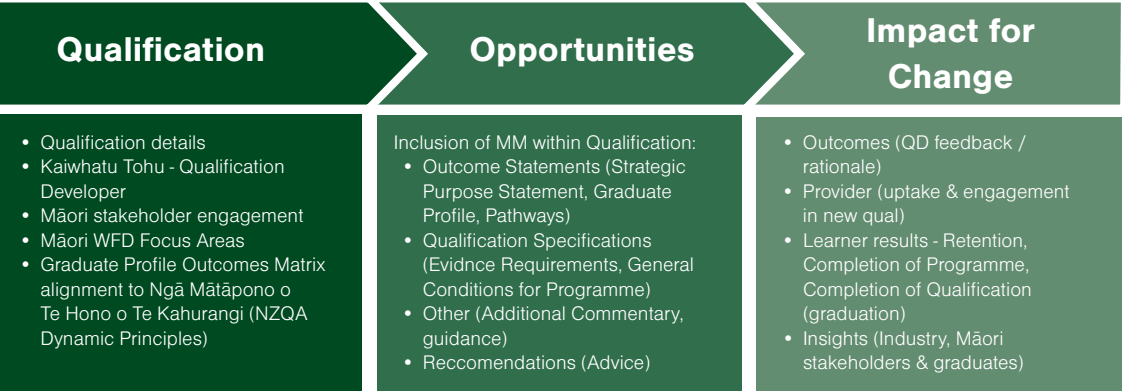 Qualification
Opportunities
Impact for
Change
• Qualification details
• Kaiwhatu Tohu - Qualification
Developer
• Māori stakeholder engagement
• Māori WFD Focus Areas
• Graduate Profile Outcomes Matrix
alignment to Ngā Mātāpono o
Te Hono o Te Kahurangi (NZQA
Dynamic Principles)
Inclusion of MM within Qualification:
• Outcome Statements (Strategic
Purpose Statement, Graduate
Profile, Pathways)
• Qualification Specifications
(Evidnce Requirements, General
Conditions for Programme)
• Other (Additional Commentary,
guidance)
• Reccomendations (Advice)
• Outcomes (QD feedback /
rationale)
• Provider (uptake & engagement
in new qual)
• Learner results - Retention,
Completion of Programme,
Completion of Qualification
(graduation)
• Insights (Industry, Māori
stakeholders & graduates)